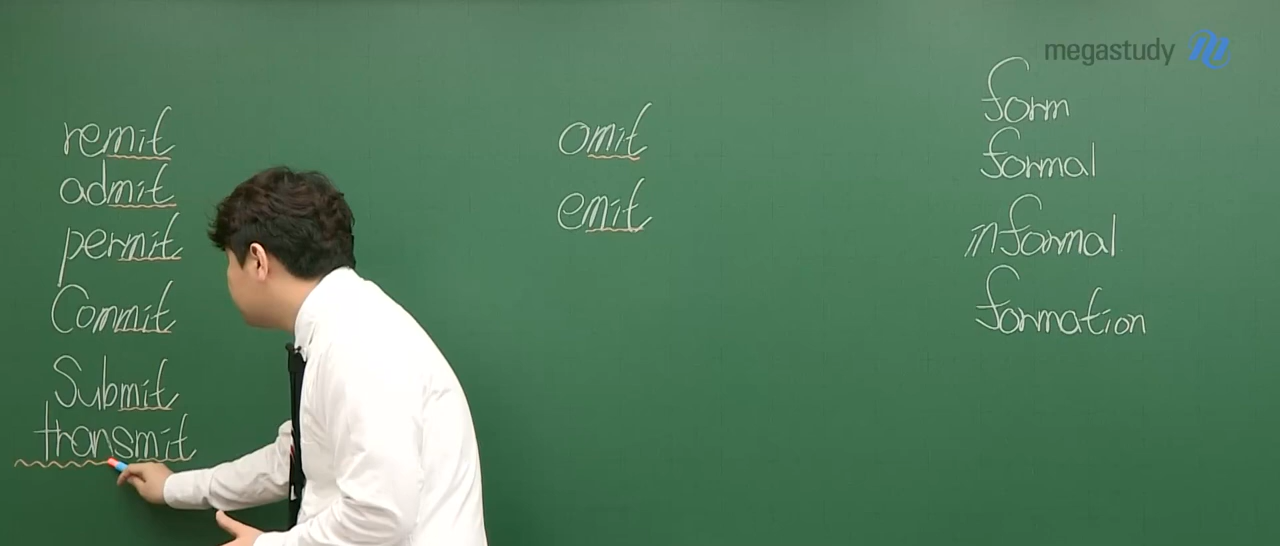 megastudy
remit
admit
permit
Commit
Submit
transmit
omit
emit
form
formal
informal
formation